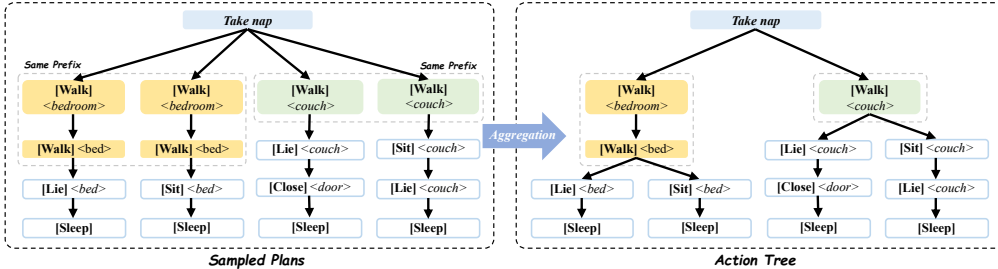 Take nap
Same Prefix
Same Prefix
[Walk]
<bedroom>
[Walk]
<bedroom>
[Walk]
<couch>
[Walk]
<couch>
[Walk] <bed>
[Walk] <bed>
[Lie] <couch>
[Sit] <couch>
[Lie] <bed>
[Sit] <bed>
[Close] <door>
[Lie] <couch>
[Sleep]
[Sleep]
[Sleep]
[Sleep]
Sampled Plans
Aggregation
Take nap
[Walk]
<bedroom>
[Walk]
<couch>
[Walk] <bed>
[Lie] <couch>
[Sit] <couch>
[Lie] <bed>
[Sit] <bed>
[Close] <door>
[Lie] <couch>
[Sleep]
[Sleep]
[Sleep]
[Sleep]
Action Tree